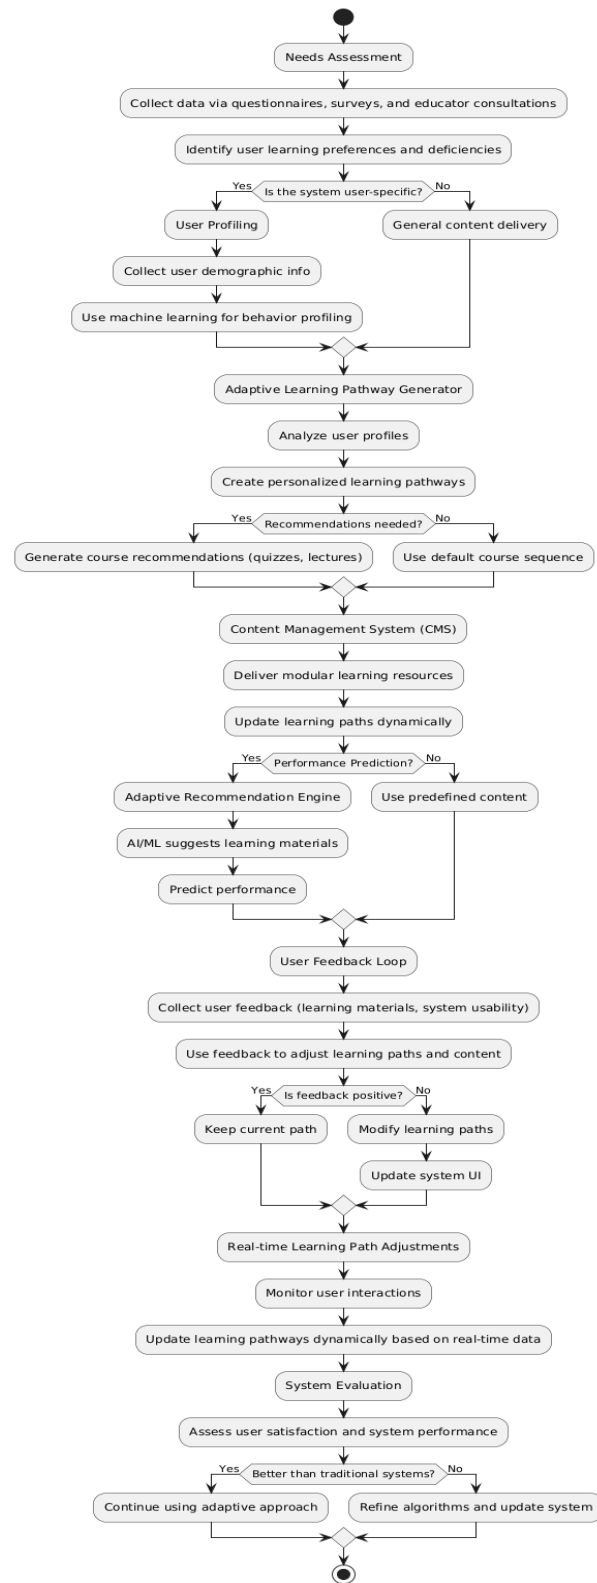 Needs Assessment
Collect data via questionnaires, surveys, and educator consultations
Identify user learning preferences and deficiencies
Yes
Is the system user-specific?
No
User Profiling
General content delivery
Collect user demographic info
Use machine learning for behavior profiling
Adaptive Learning Pathway Generator
Analyze user profiles
Create personalized learning pathways
Yes
Recommendations needed?
No
Generate course recommendations (quizzes, lectures)
Use default course sequence
Content Management System (CMS)
Deliver modular learning resources
Update learning paths dynamically
Yes
Performance Prediction?
No
Adaptive Recommendation Engine
Use predefined content
AI/ML suggests learning materials
Predict performance
User Feedback Loop
Collect user feedback (learning materials, system usability)
Use feedback to adjust learning paths and content
Yes
Is feedback positive?
No
Keep current path
Modify learning paths
Update system UI
Real-time Learning Path Adjustments
Monitor user interactions
Update learning pathways dynamically based on real-time data
System Evaluation
Assess user satisfaction and system performance
Yes
Better than traditional systems?
No
Continue using adaptive approach
Refine algorithms and update system